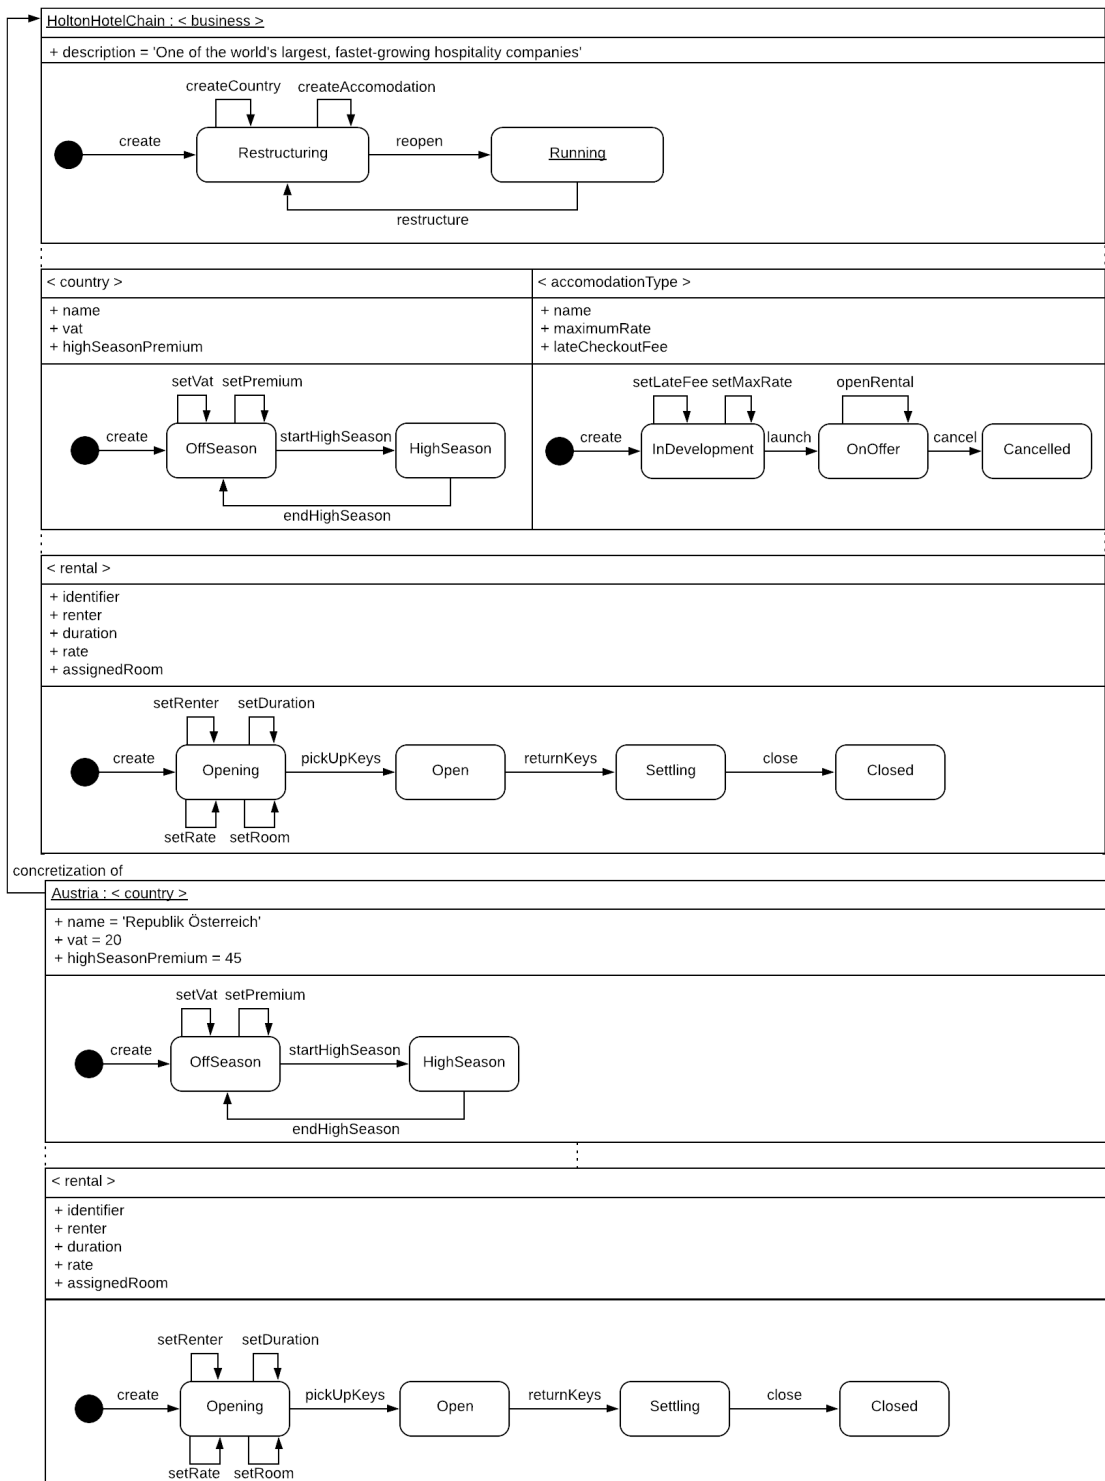 HoltonHotelChain : < business >
+ description = 'One of the world's largest, fastet-growing hospitality companies'
createCountry createAccomodation
create Restructuring reopen Running
restructure
< country >
+ name
+ vat
+ highSeasonPremium
setVat setPremium
create OffSeason startHighSeason HighSeason
endHighSeason
< accomodationType >
+ name
+ maximumRate
+ lateCheckoutFee
setLateFee setMaxRate openRental
create InDevelopment launch OnOffer cancel Cancelled
< rental >
+ identifier
+ renter
+ duration
+ rate
+ assignedRoom
setRenter setDuration
create Opening pickUpKeys Open returnKeys Settling close Closed
setRate setRoom
concretization of
Austria : < country >
+ name = 'Republik Österreich'
+ vat = 20
+ highSeasonPremium = 45
setVat setPremium
create OffSeason startHighSeason HighSeason
endHighSeason
< rental >
+ identifier
+ renter
+ duration
+ rate
+ assignedRoom
setRenter setDuration
create Opening pickUpKeys Open returnKeys Settling close Closed
setRate setRoom